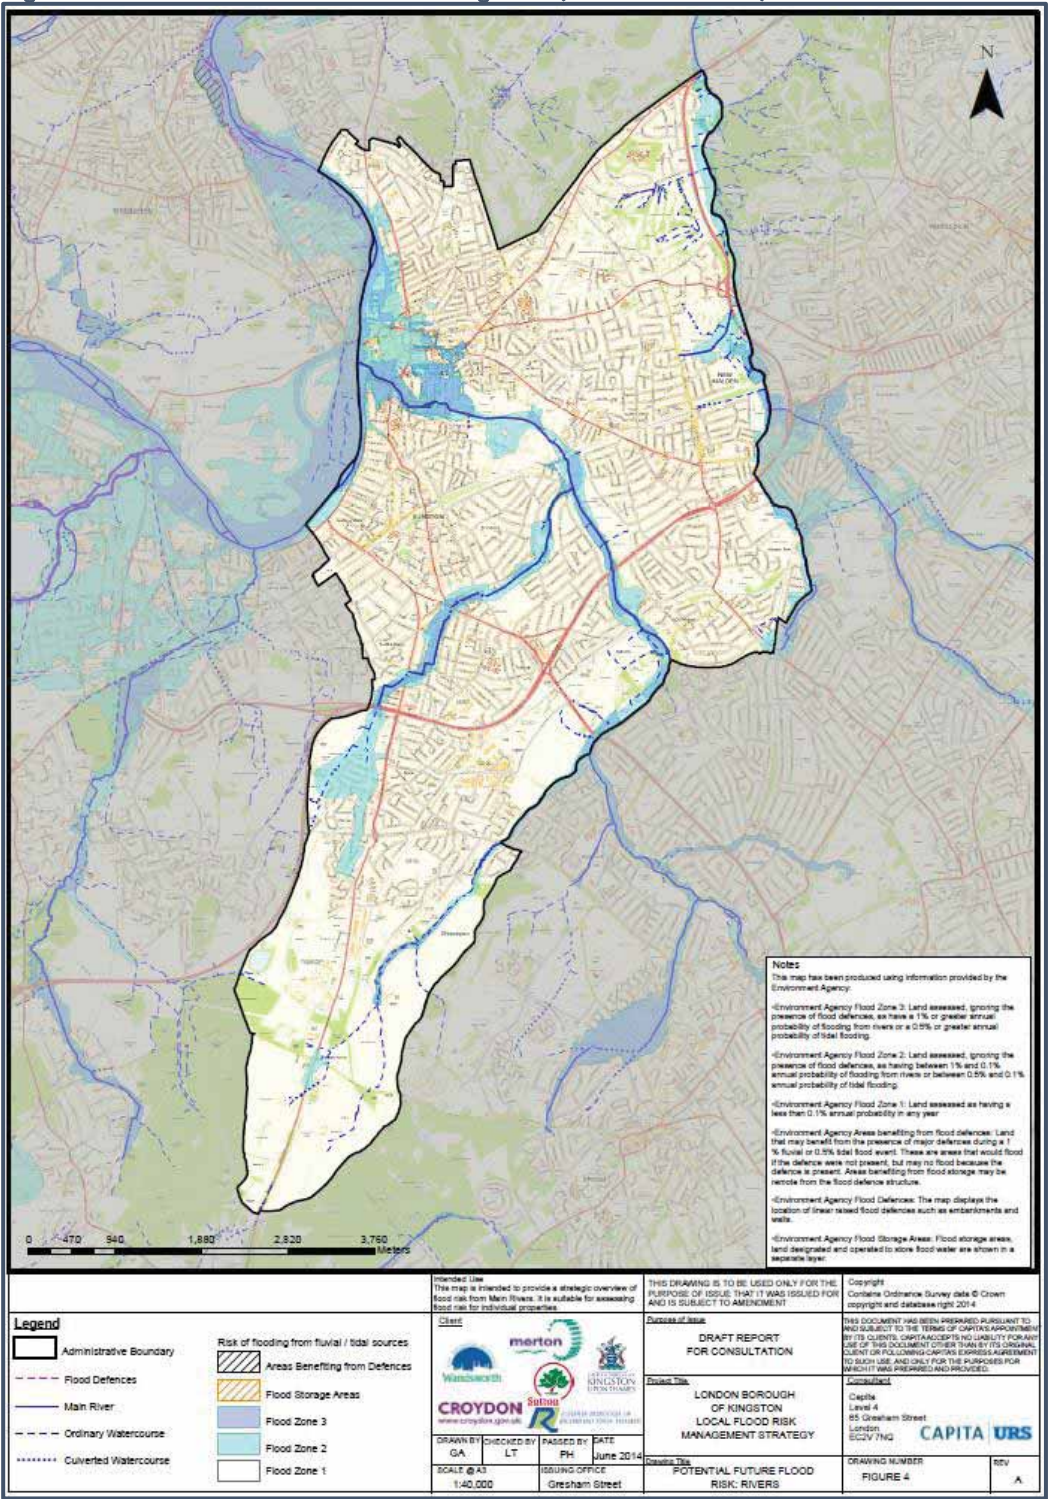 N
NEW
MALDEN
0 470 940 1,880 2,820 3,760
Meters
Notes
This map has been produced using information provided by the
Environment Agency:
•Environment Agency Flood Zone 3: Land assessed, ignoring the
presence of flood defences, as have a 1% or greater annual
probability of flooding from rivers or a 0.5% or greater annual
probability of tidal flooding.
•Environment Agency Flood Zone 2: Land assessed, ignoring the
presence of flood defences, as having between 1% and 0.1%
annual probability of flooding from rivers or between 0.5% and 0.1%
annual probability of tidal flooding.
•Environment Agency Flood Zone 1: Land assessed as having a
less than 0.1% annual probability in any year
•Environment Agency Areas benefiting from flood defences: Land
that may benefit from the presence of major defences during a 1
% fluvial or 0.5% tidal flood event. These are areas that would flood
if the defence were not present, but may no flood because the
defence is present. Areas benefiting from flood storage may be
remote from the flood defence structure.
•Environment Agency Flood Defences: The map displays the
location of linear raised flood defences such as embankments and
walls.
•Environment Agency Flood Storage Areas: Flood storage areas,
land designated and operated to store flood water are shown in a
separate layer.
Legend
Administrative Boundary
Flood Defences
Main River
Ordinary Watercourse
Culverted Watercourse
Risk of flooding from fluvial / tidal sources
Areas Benefiting from Defences
Flood Storage Areas
Flood Zone 3
Flood Zone 2
Flood Zone 1
Intended Use
This map is intended to provide a strategic overview of
flood risk from Main Rivers. It is suitable for assessing
flood risk for individual properties
Client
merton
Wandsworth
KINGSTON
UPON THAMES
Sutton
CROYDON
www.croydon.gov.uk
DRAWN BY
GA
CHECKED BY
LT
PASSED BY
PH
DATE
June 2014
SCALE @ A3
1:40,000
ISSUING OFFICE
Gresham Street
THIS DRAWING IS TO BE USED ONLY FOR THE
PURPOSE OF ISSUE THAT IT WAS ISSUED FOR
AND IS SUBJECT TO AMENDMENT
Purpose of Issue
DRAFT REPORT
FOR CONSULTATION
Project Title
LONDON BOROUGH
OF KINGSTON
LOCAL FLOOD RISK
MANAGEMENT STRATEGY
Drawing Title
POTENTIAL FUTURE FLOOD
RISK: RIVERS
Copyright
Contains Ordnance Survey data © Crown
copyright and database right 2014
THIS DOCUMENT HAS BEEN PREPARED PURSUANT TO
AND SUBJECT TO THE TERMS OF CAPITA'S APPOINTMENT
BY ITS CLIENTS. CAPITA ACCEPTS NO LIABILITY FOR ANY
USE OF THIS DOCUMENT OTHER THAN BY ITS ORIGINAL
CLIENT OR FOLLOWING CAPITA'S EXPRESS AGREEMENT
TO SUCH USE, AND ONLY FOR THE PURPOSES FOR
WHICH IT WAS PREPARED AND PROVIDED.
Consultant
Capita
Level 4
65 Gresham Street
London
EC2V 7NQ
CAPITA URS
DRAWING NUMBER
FIGURE 4
REV
A